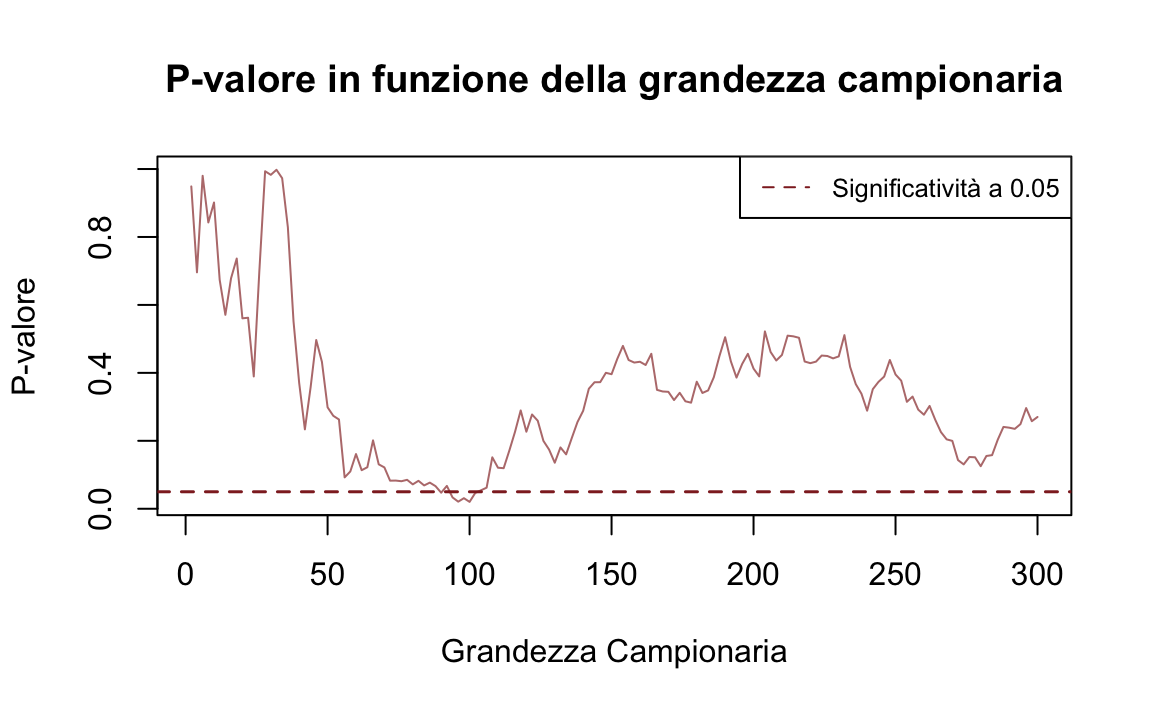 P-valore in funzione della grandezza campionaria
Significatività a 0.05
P-valore
0.0
0.4
0.8
0
50
100
150
200
250
300
Grandezza Campionaria